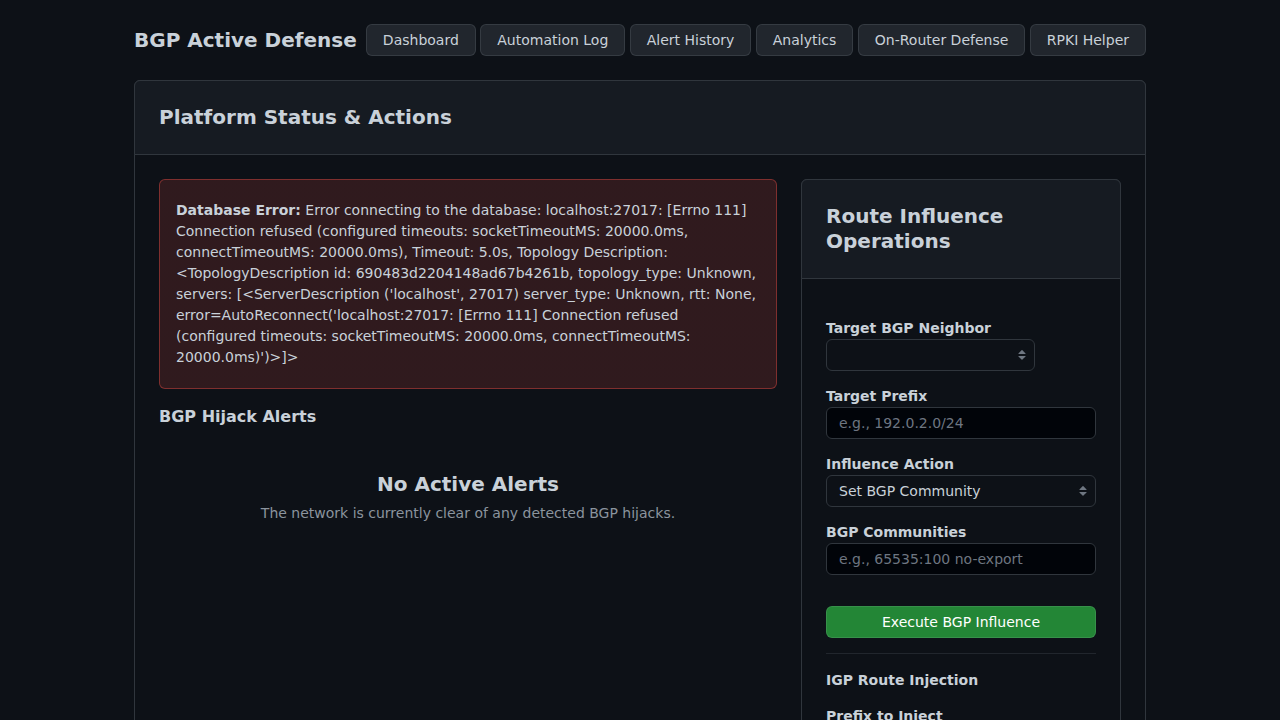 BGP Active Defense
Dashboard
Automation Log
Alert History
Analytics
On-Router Defense
RPKI Helper
Platform Status & Actions
Database Error: Error connecting to the database: localhost:27017: [Errno 111]
Connection refused (configured timeouts: socketTimeoutMS: 20000.0ms,
connectTimeoutMS: 20000.0ms), Timeout: 5.0s, Topology Description:
<TopologyDescription id: 690483d2204148ad67b4261b, topology_type: Unknown,
servers: [<ServerDescription ('localhost', 27017) server_type: Unknown, rtt: None,
error=AutoReconnect('localhost:27017: [Errno 111] Connection refused
(configured timeouts: socketTimeoutMS: 20000.0ms, connectTimeoutMS:
20000.0ms)')>]>
BGP Hijack Alerts
No Active Alerts
The network is currently clear of any detected BGP hijacks.
Route Influence
Operations
Target BGP Neighbor
Target Prefix
e.g., 192.0.2.0/24
Influence Action
Set BGP Community
BGP Communities
e.g., 65535:100 no-export
Execute BGP Influence
IGP Route Injection
Prefix to Inject